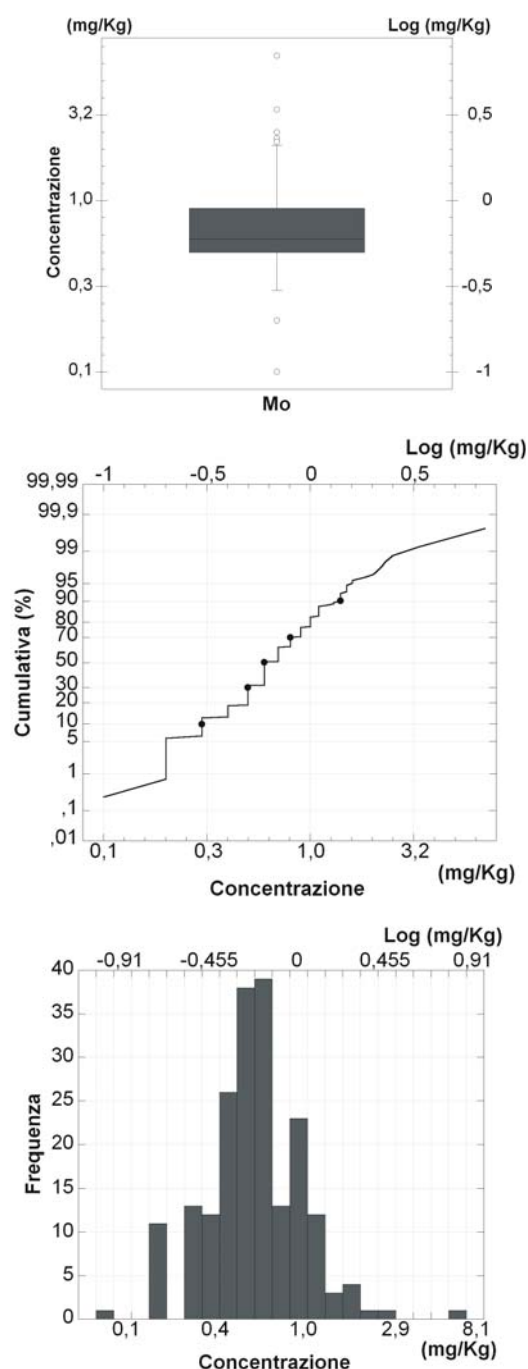 (mg/Kg) Log (mg/Kg)
Concentrazione
3,2 0,5
1,0 0
0,3 -0,5
0,1 -1
Mo
Log (mg/Kg)
-1 -0,5 0 0,5
Cumulativa (%)
99,99
99,9
99
95
90
80
70
50
30
20
10
5
1
,1
,01
0,1 0,3 1,0 3,2
(mg/Kg)
Concentrazione
Log (mg/Kg)
-0,91 -0,455 0 0,455 0,91
Frequenza
40
35
30
25
20
15
10
5
0
0,1 0,4 1,0 2,9 8,1
(mg/Kg)
Concentrazione